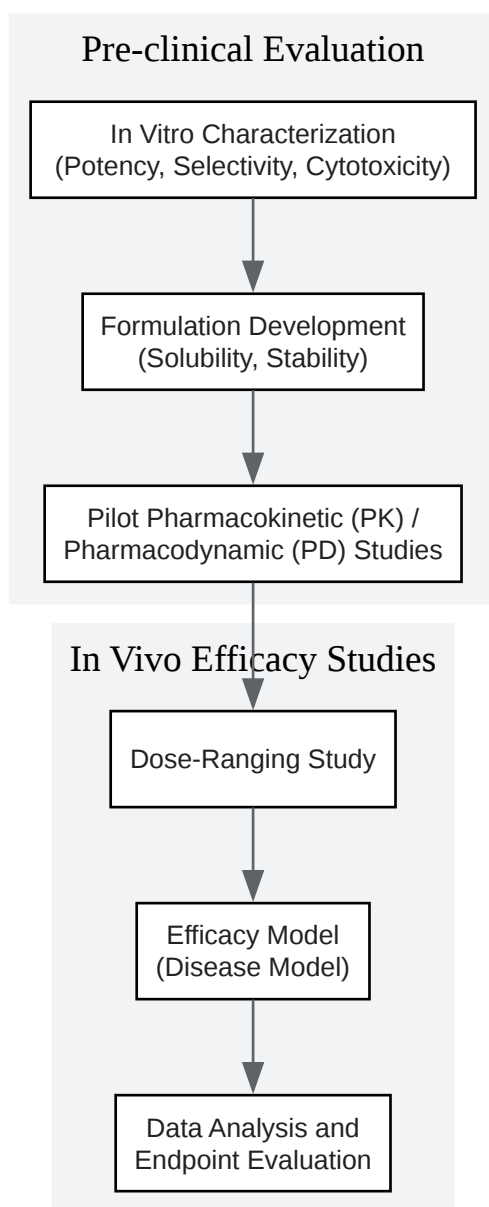 Pre-clinical Evaluation
In Vitro Characterization
(Potency, Selectivity, Cytotoxicity)
Formulation Development
(Solubility, Stability)
Pilot Pharmacokinetic (PK) /
Pharmacodynamic (PD) Studies
In Vivo Efficacy Studies
Dose-Ranging Study
Efficacy Model
(Disease Model)
Data Analysis and
Endpoint Evaluation